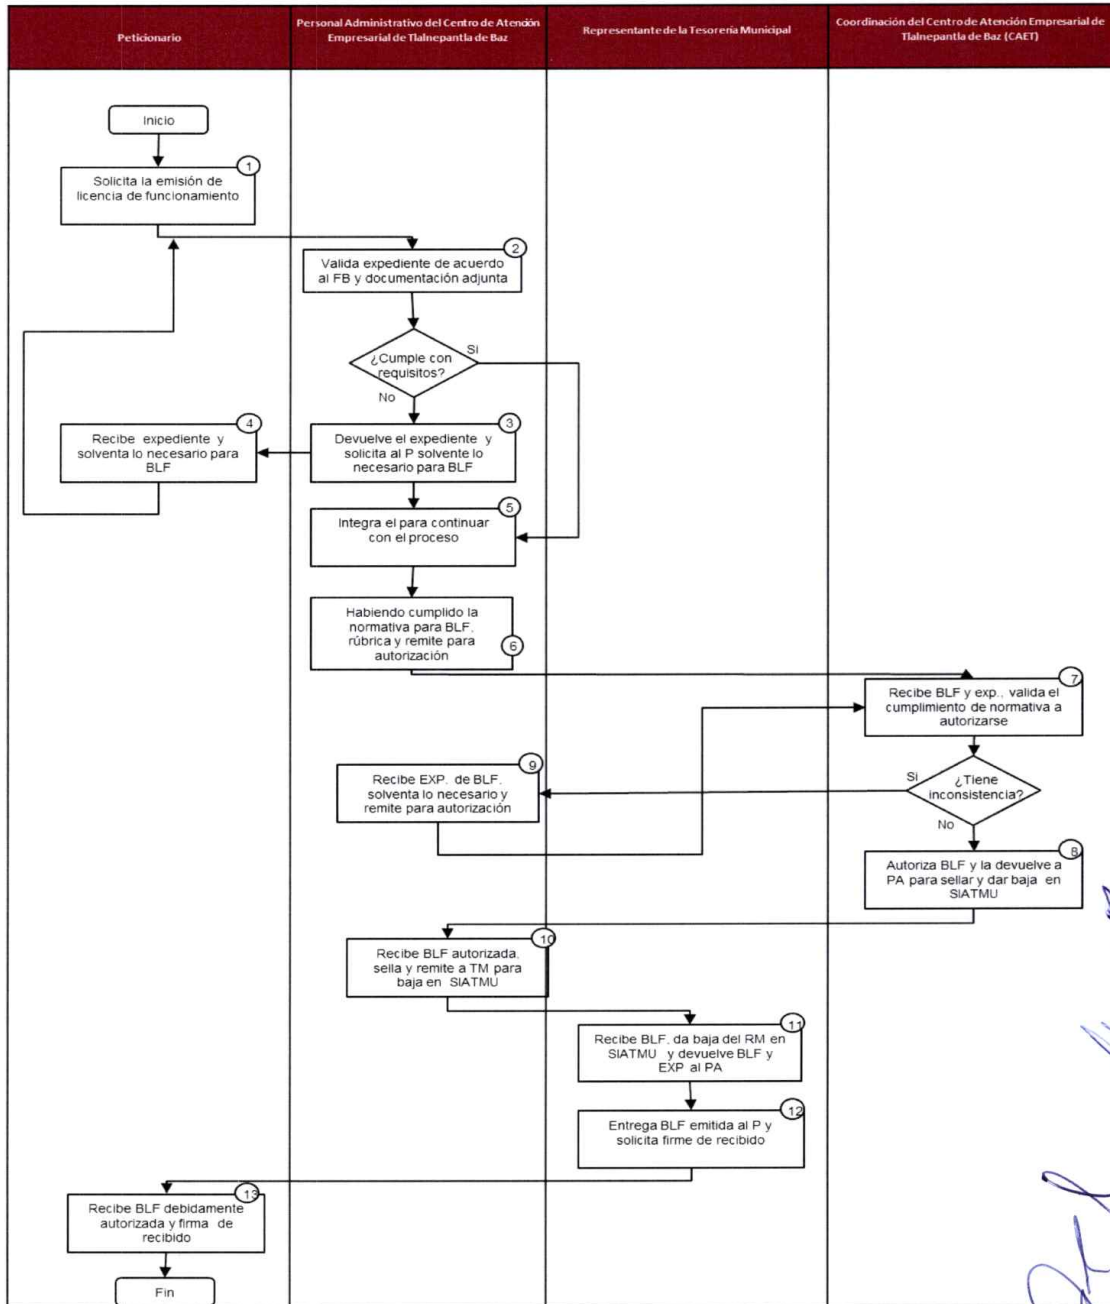 Peticionario
Personal Administrativo del Centro de Atención
Empresarial de Tlalnepantla de Baz
Representante de la Tesorería Municipal
Coordinación del Centro de Atención Empresarial de
Tlalnepantla de Baz (CAET)
Inicio
1
Solicita la emisión de
licencia de funcionamiento
2
Valida expediente de acuerdo
al FB y documentación adjunta
¿Cumple con
requisitos?
Si
No
4
Recibe expediente y
solventa lo necesario para
BLF
3
Devuelve el expediente y
solicita al P solvente lo
necesario para BLF
5
Integra el para continuar
con el proceso
Habiendo cumplido la
normativa para BLF,
rúbrica y remite para
autorización
6
7
Recibe BLF y exp., valida el
cumplimiento de normativa a
autorizarse
¿Tiene
inconsistencia?
Si
No
9
Recibe EXP. de BLF,
solventa lo necesario y
remite para autorización
8
Autoriza BLF y la devuelve a
PA para sellar y dar baja en
SIATMU
10
Recibe BLF autorizada,
sella y remite a TM para
baja en SIATMU
11
Recibe BLF, da baja del RM en
SIATMU y devuelve BLF y
EXP al PA
12
Entrega BLF emitida al P y
solicita firme de recibido
13
Recibe BLF debidamente
autorizada y firma de
recibido
Fin